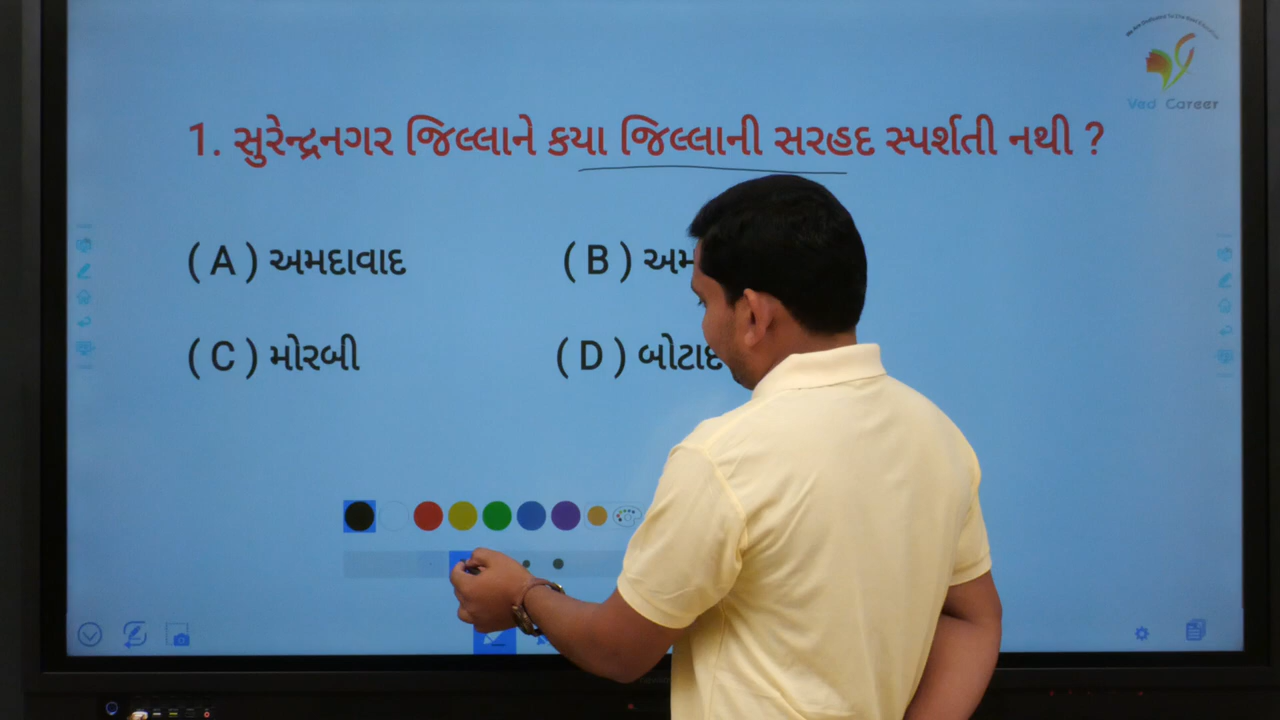 Ved Career
1. સુરેન્દ્રનગર જિલ્લાને કયા જિલ્લાની સરહદ સ્પર્શતી નથી ?
( A ) અમદાવાદ
( B )
( C ) મોરબી
( D )